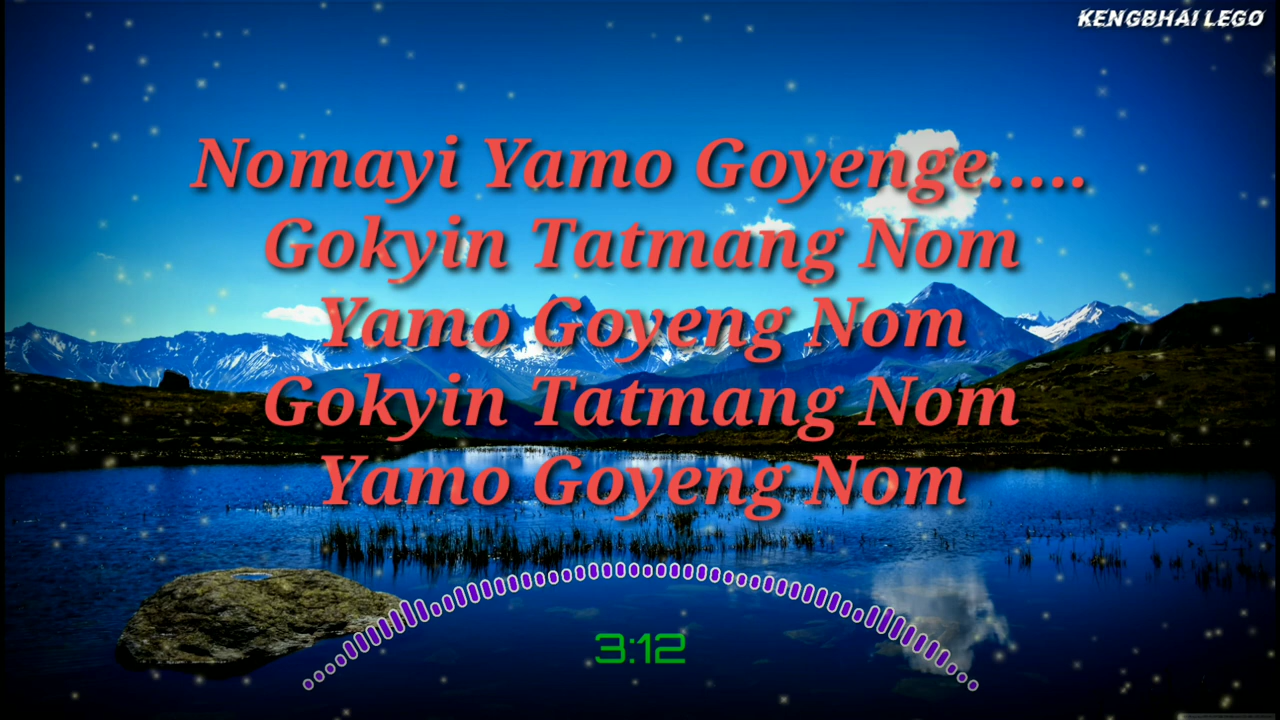 KENGBHAI LEGO
Nomayi Yamo Goyenge.....
Gokyin Tatmang Nom
Yamo Goyeng Nom
Gokyin Tatmang Nom
Yamo Goyeng Nom
3:12